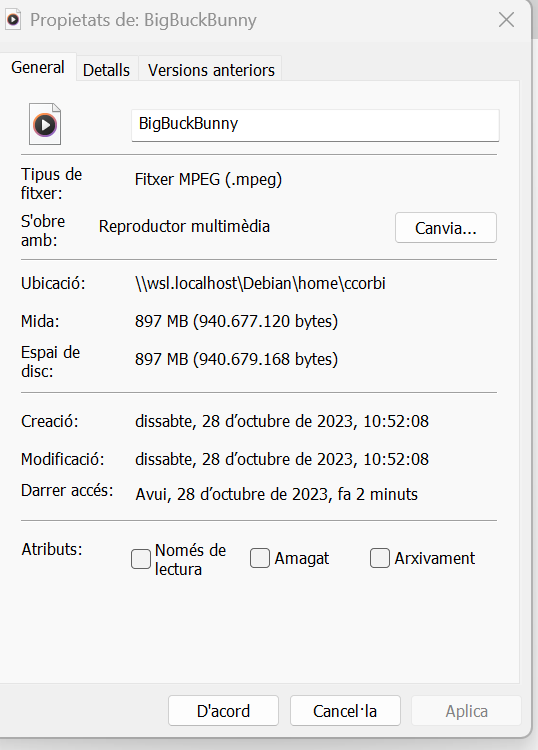 Propietats de: BigBuckBunny
General
Detalls
Versions anteriors
BigBuckBunny
Tipus de
fitxer:
Fitxer MPEG (.mpeg)
S'obre
amb:
Reproductor multimèdia
Canvia...
Ubicació:
\\wsl.localhost\Debian\home\ccorbi
Mida:
897 MB (940.677.120 bytes)
Espai de
disc:
897 MB (940.679.168 bytes)
Creació:
dissabte, 28 d’octubre de 2023, 10:52:08
Modificació:
dissabte, 28 d’octubre de 2023, 10:52:08
Darrer accés:
Avui, 28 d’octubre de 2023, fa 2 minuts
Atributs:
Només de
lectura
Amagat
Arxivament
D'acord
Cancel·la
Aplica